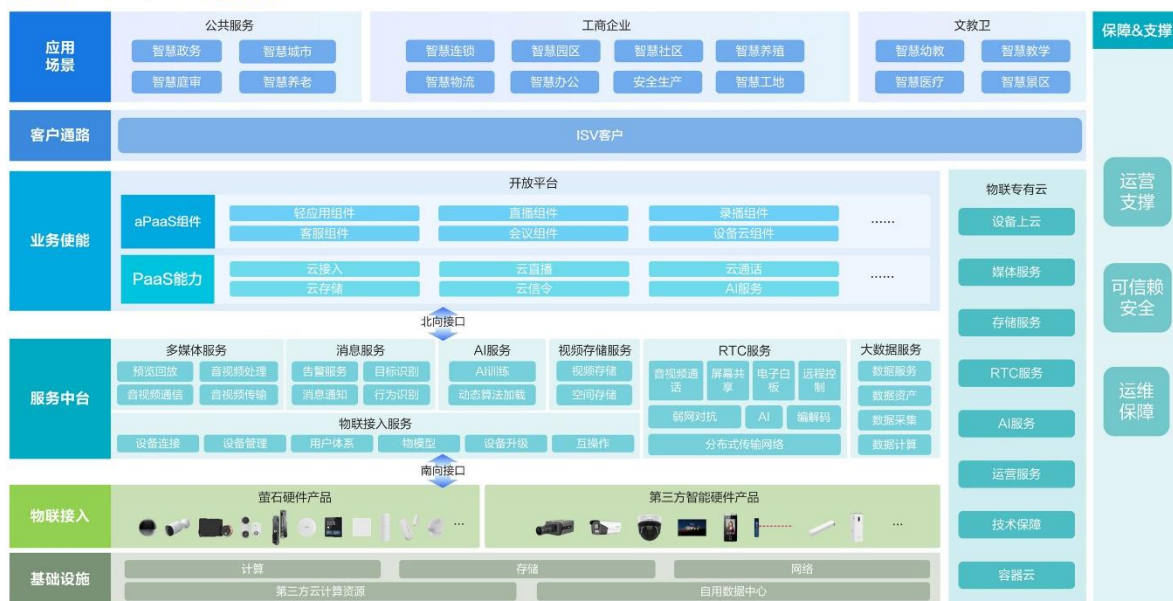 应用
场景
公共服务
智慧政务
智慧城市
智慧庭审
智慧养老
工商企业
智慧连锁
智慧园区
智慧社区
智慧养殖
智慧物流
智慧办公
安全生产
智慧工地
文教卫
智慧幼教
智慧教学
智慧医疗
智慧景区
保障&支撑
运营
支撑
可信赖
安全
运维
保障
客户通路
ISV客户
业务使能
开放平台
aPaaS组件
轻应用组件
直播组件
录播组件
客服组件
会议组件
设备云组件
......
PaaS能力
云接入
云直播
云通话
云存储
云信令
AI服务
......
物联专有云
设备上云
媒体服务
存储服务
RTC服务
AI服务
运营服务
技术保障
容器云
北向接口
服务中台
多媒体服务
预览回放
音视频处理
音视频通信
音视频传输
消息服务
告警服务
目标识别
消息通知
行为识别
AI服务
AI训练
动态算法加载
视频存储服务
视频存储
空间存储
RTC服务
音视频通
话
屏幕共
享
电子白
板
远程控
制
弱网对抗
AI
编解码
分布式传输网络
大数据服务
数据服务
数据资产
数据采集
数据计算
物联接入服务
设备连接
设备管理
用户体系
物模型
设备升级
互操作
南向接口
物联接入
萤石硬件产品
...
第三方智能硬件产品
...
基础设施
计算
存储
网络
第三方云计算资源
自用数据中心